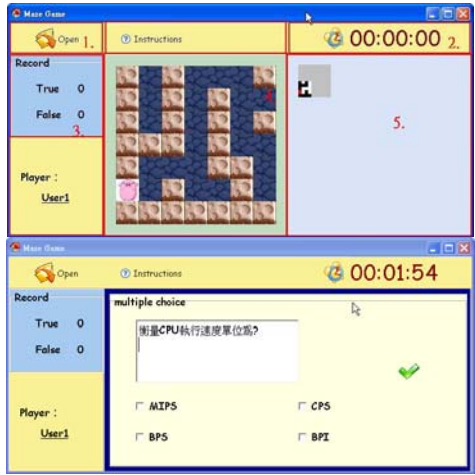 Maze Game
Open 1.
Instructions
00:00:00 2.
Record
True 0
False 0
3.
4.
5.
Player :
User1
Maze Game
Open
Instructions
00:01:54
Record
True 0
False 0
Player :
User1
multiple choice
衡量CPU執行速度單位為?
MIPS
CPS
BPS
BPI